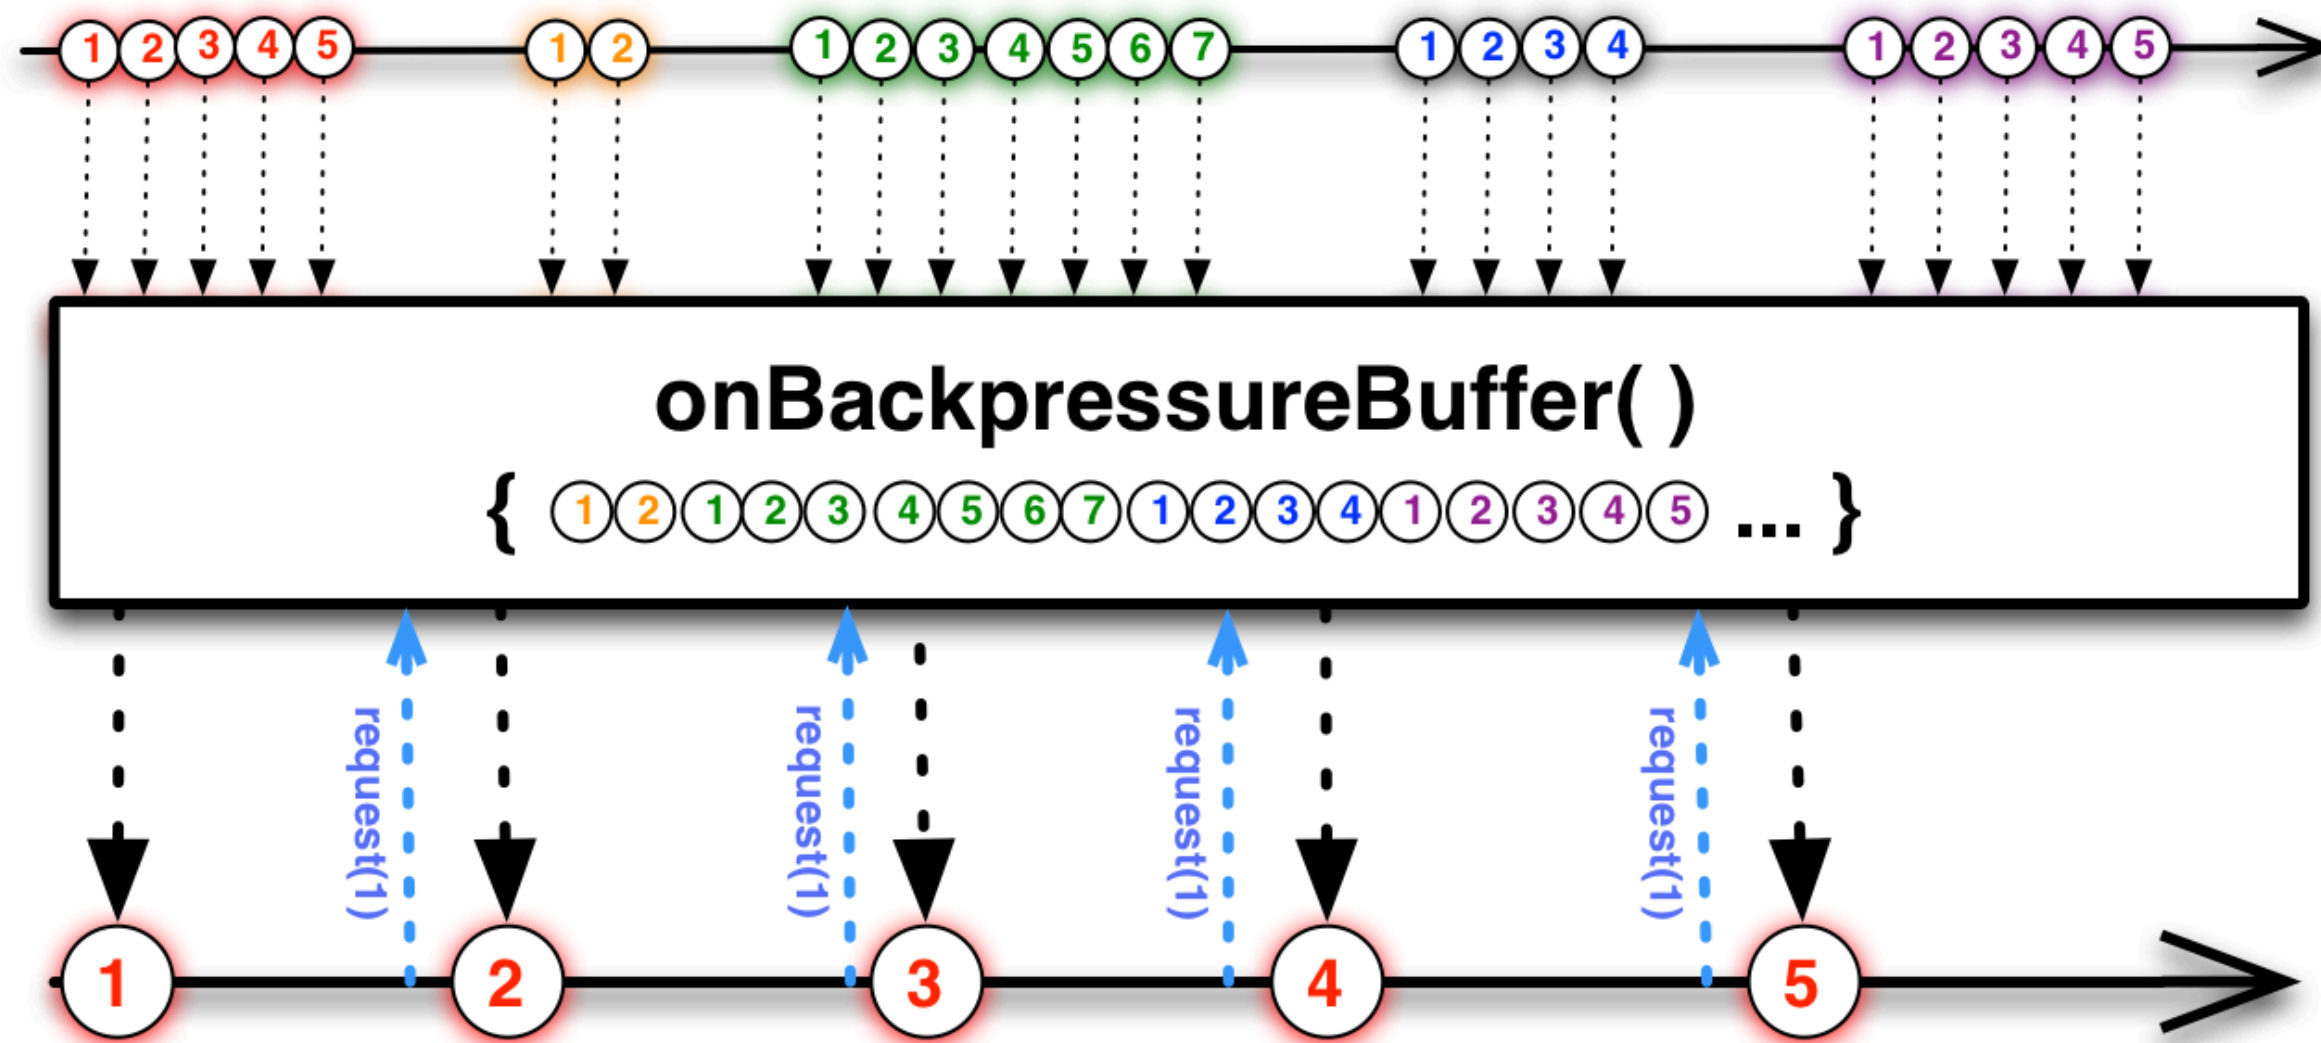 1 2 3 4 5 1 2 1 2 3 4 5 6 7 1 2 3 4 1 2 3 4 5
onBackpressureBuffer( )
{ 1 2 1 2 3 4 5 6 7 1 2 3 4 1 2 3 4 5 ... }
request(1) request(1) request(1) request(1)
1 2 3 4 5